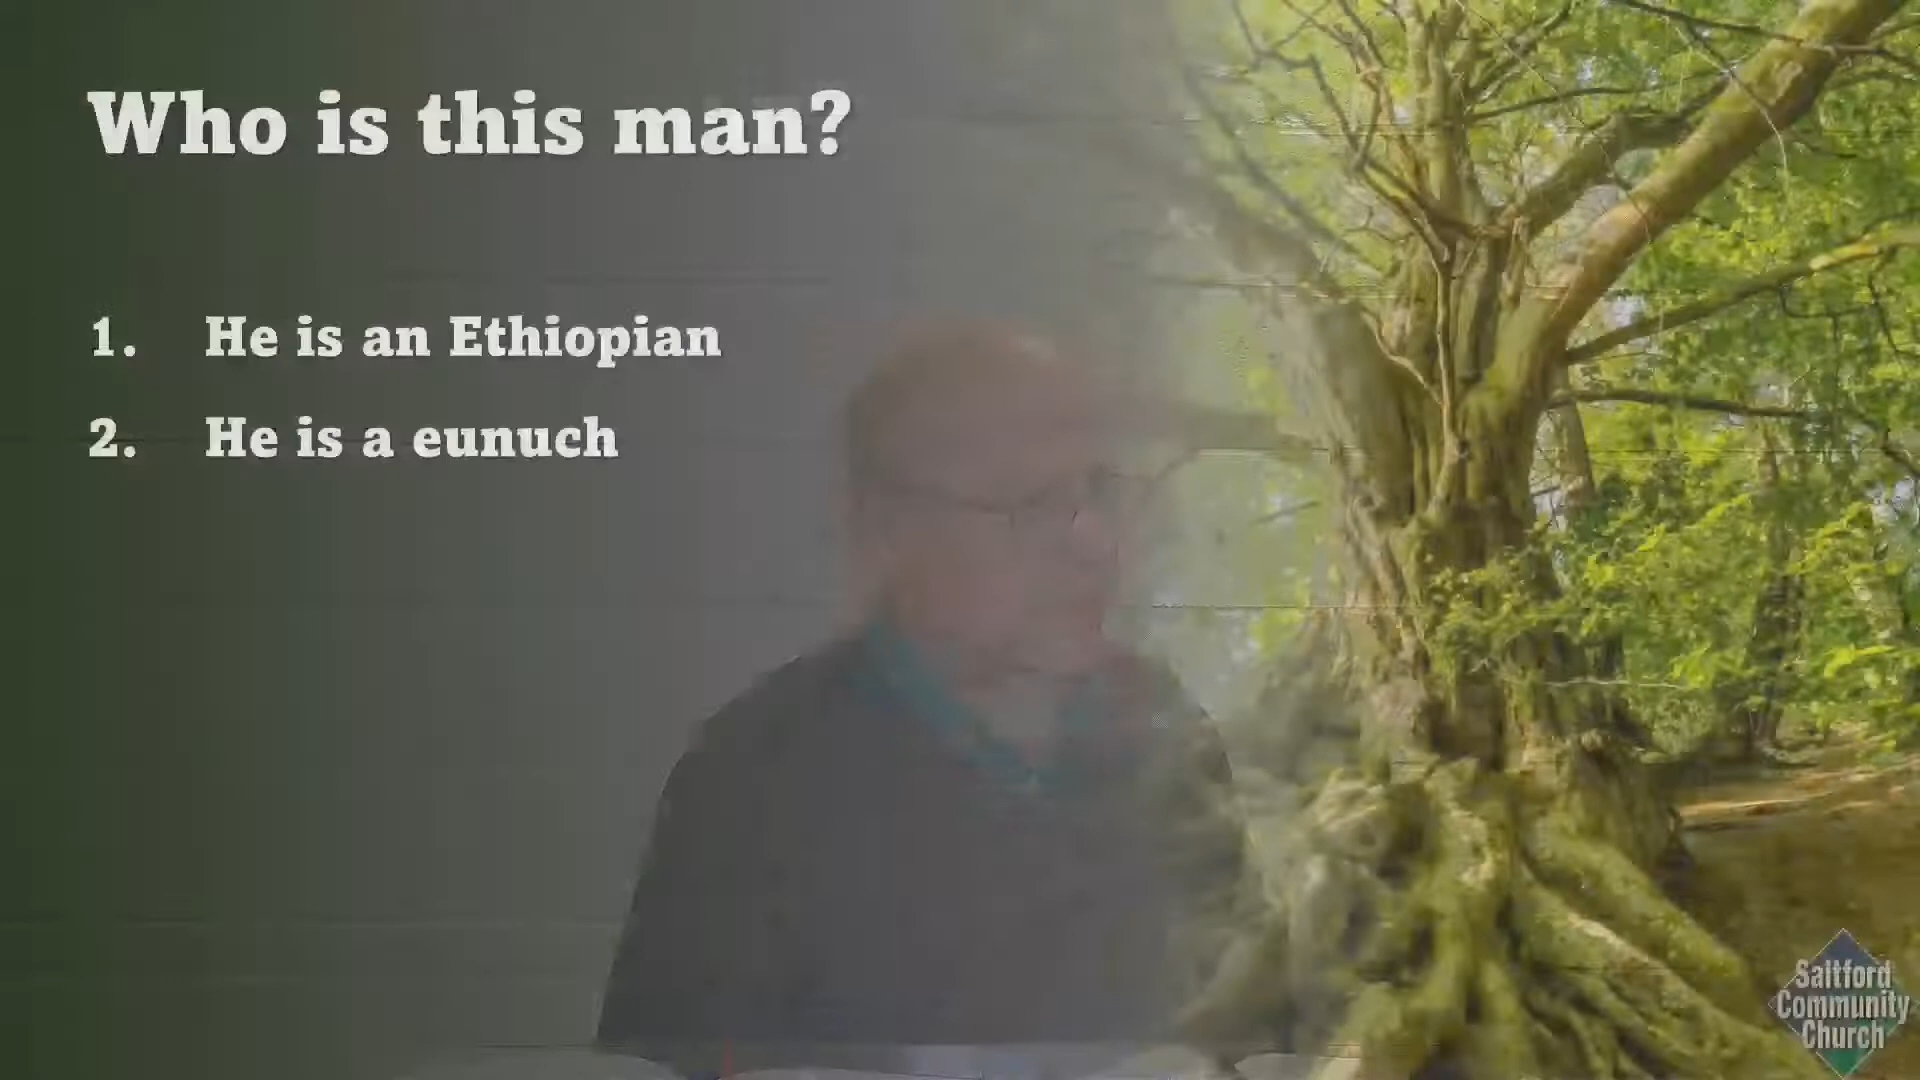 Who is this man?
1. He is an Ethiopian
2. He is a eunuch
Saltford
Community
Church